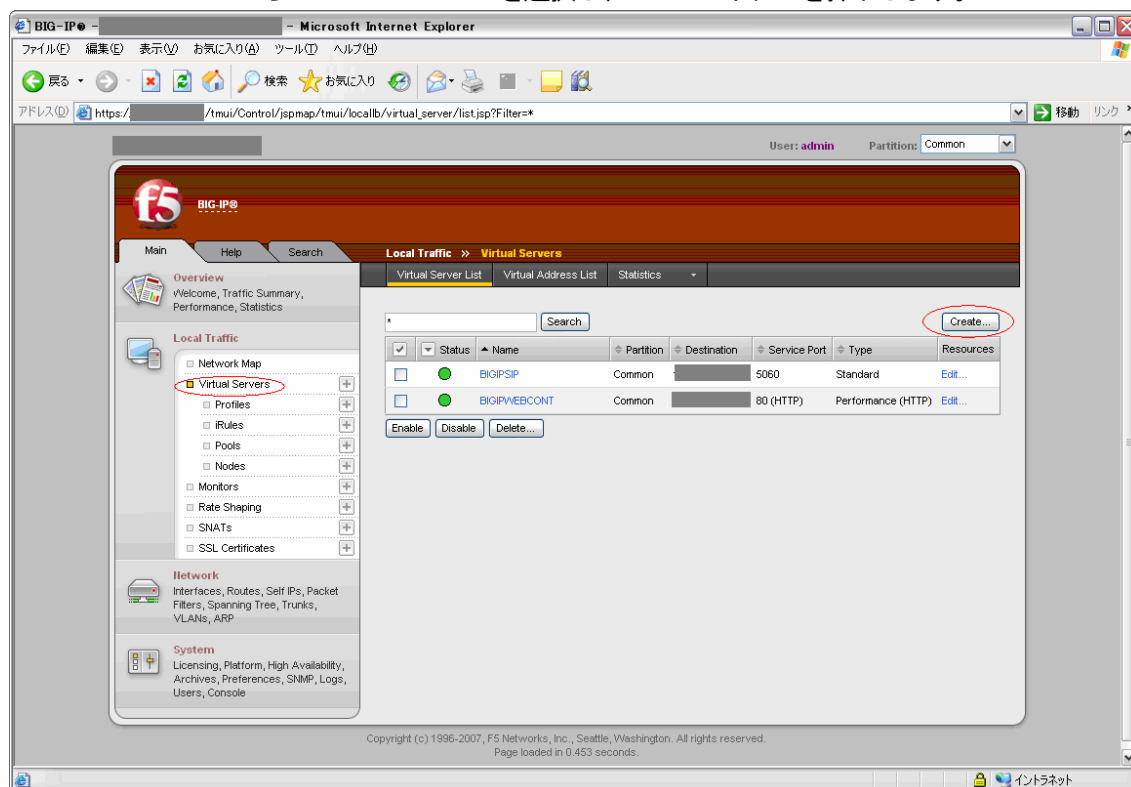 BIG-IP® - - Microsoft Internet Explorer
ファイル(F) 編集(E) 表示(V) お気に入り(A) ツール(T) ヘルプ(H)
戻る 検索 お気に入り
アドレス(D) https:/ /tmui/Control/jspmap/tmui/locallb/virtual_server/list.jsp?Filter=* 移動 リンク
User: admin Partition: Common
f5 BIG-IP®
Main Help Search Local Traffic » Virtual Servers
Virtual Server List Virtual Address List Statistics
Overview
Welcome, Traffic Summary,
Performance, Statistics
Local Traffic
Network Map
Virtual Servers
Profiles
iRules
Pools
Nodes
Monitors
Rate Shaping
SNATs
SSL Certificates
Network
Interfaces, Routes, Self IPs, Packet
Filters, Spanning Tree, Trunks,
VLANs, ARP
System
Licensing, Platform, High Availability,
Archives, Preferences, SNMP, Logs,
Users, Console
* Search Create...
Status Name Partition Destination Service Port Type Resources
BIGIPSIP Common 5060 Standard Edit...
BIGIPWEBCONT Common 80 (HTTP) Performance (HTTP) Edit...
Enable Disable Delete...
Copyright (c) 1996-2007, F5 Networks, Inc., Seattle, Washington. All rights reserved.
Page loaded in 0.453 seconds.
イントラネット